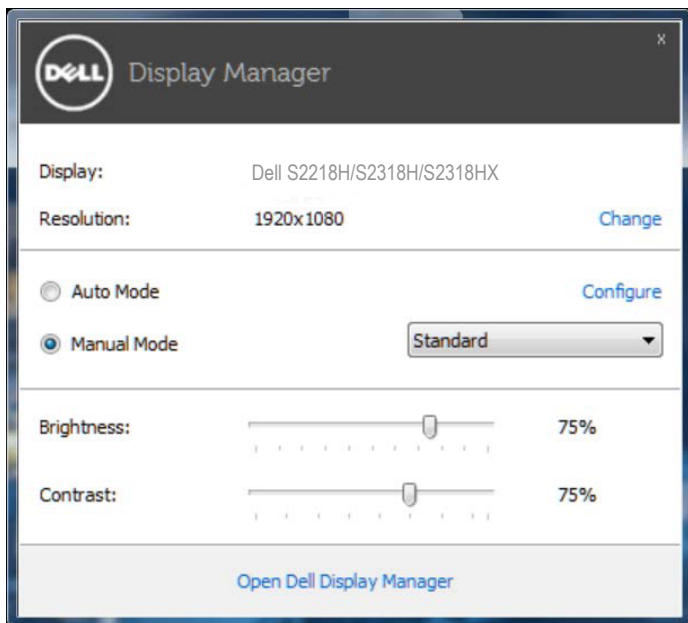 x
DELL Display Manager
Display: Dell S2218H/S2318H/S2318HX
Resolution: 1920x1080 Change
Auto Mode Configure
Manual Mode Standard
Brightness: 75%
Contrast: 75%
Open Dell Display Manager